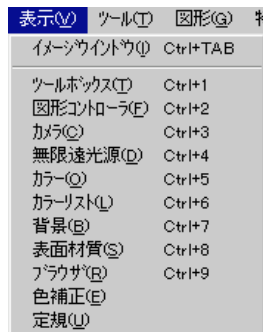 表示(V) ツール(T) 図形(G)
イメージウインドウ(I) Ctrl+TAB
ツールボックス(T) Ctrl+1
図形コントローラ(F) Ctrl+2
カメラ(C) Ctrl+3
無限遠光源(D) Ctrl+4
カラー(O) Ctrl+5
カラーリスト(L) Ctrl+6
背景(B) Ctrl+7
表面材質(S) Ctrl+8
ブラウザ(R) Ctrl+9
色補正(E)
定規(U)